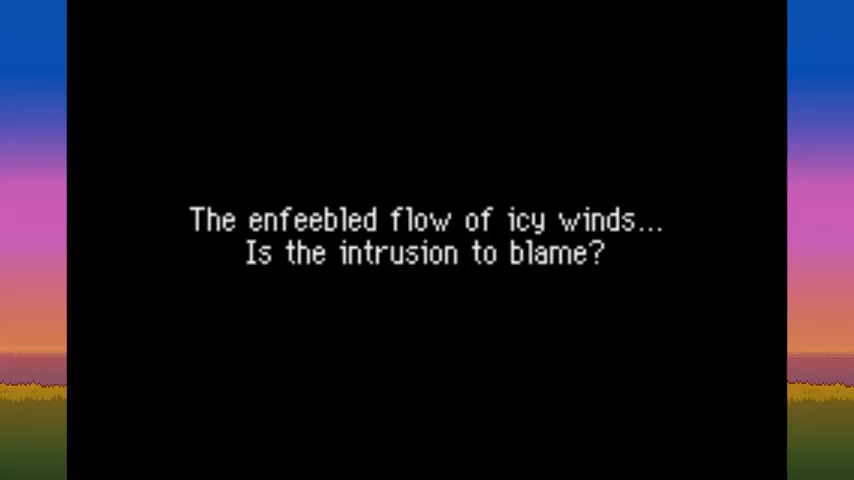 The enfeebled flow of icy winds...
Is the intrusion to blame?